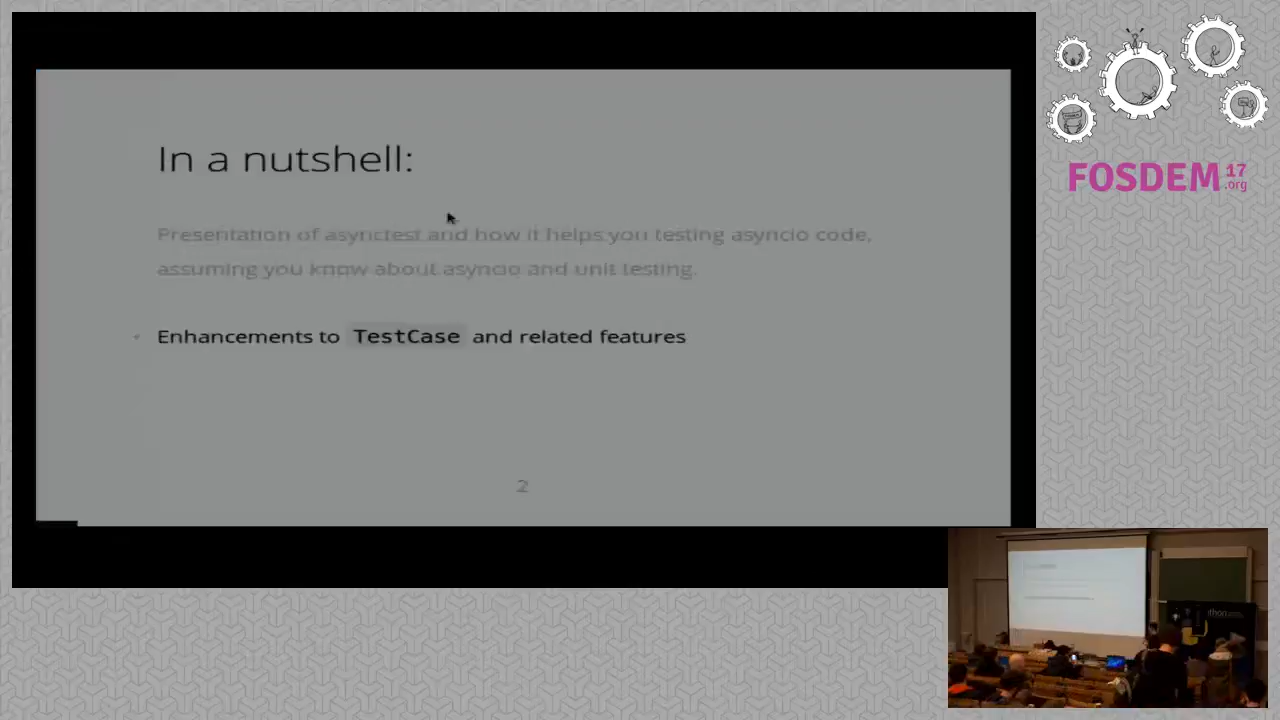 In a nutshell:
Presentation of asynctest and how it helps you testing asyncio code,
assuming you know about asyncio and unit testing.
Enhancements to TestCase and related features
2
FOSDEM 17
.org
thon